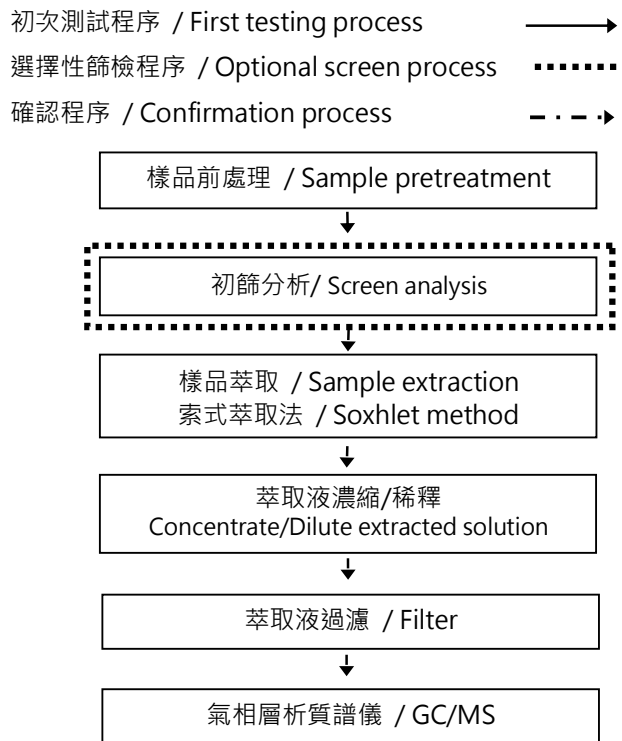 初次測試程序 / First testing process
選擇性篩檢程序 / Optional screen process
確認程序 / Confirmation process
樣品前處理 / Sample pretreatment
初篩分析/ Screen analysis
樣品萃取 / Sample extraction
索式萃取法 / Soxhlet method
萃取液濃縮/稀釋
Concentrate/Dilute extracted solution
萃取液過濾 / Filter
氣相層析質譜儀 / GC/MS